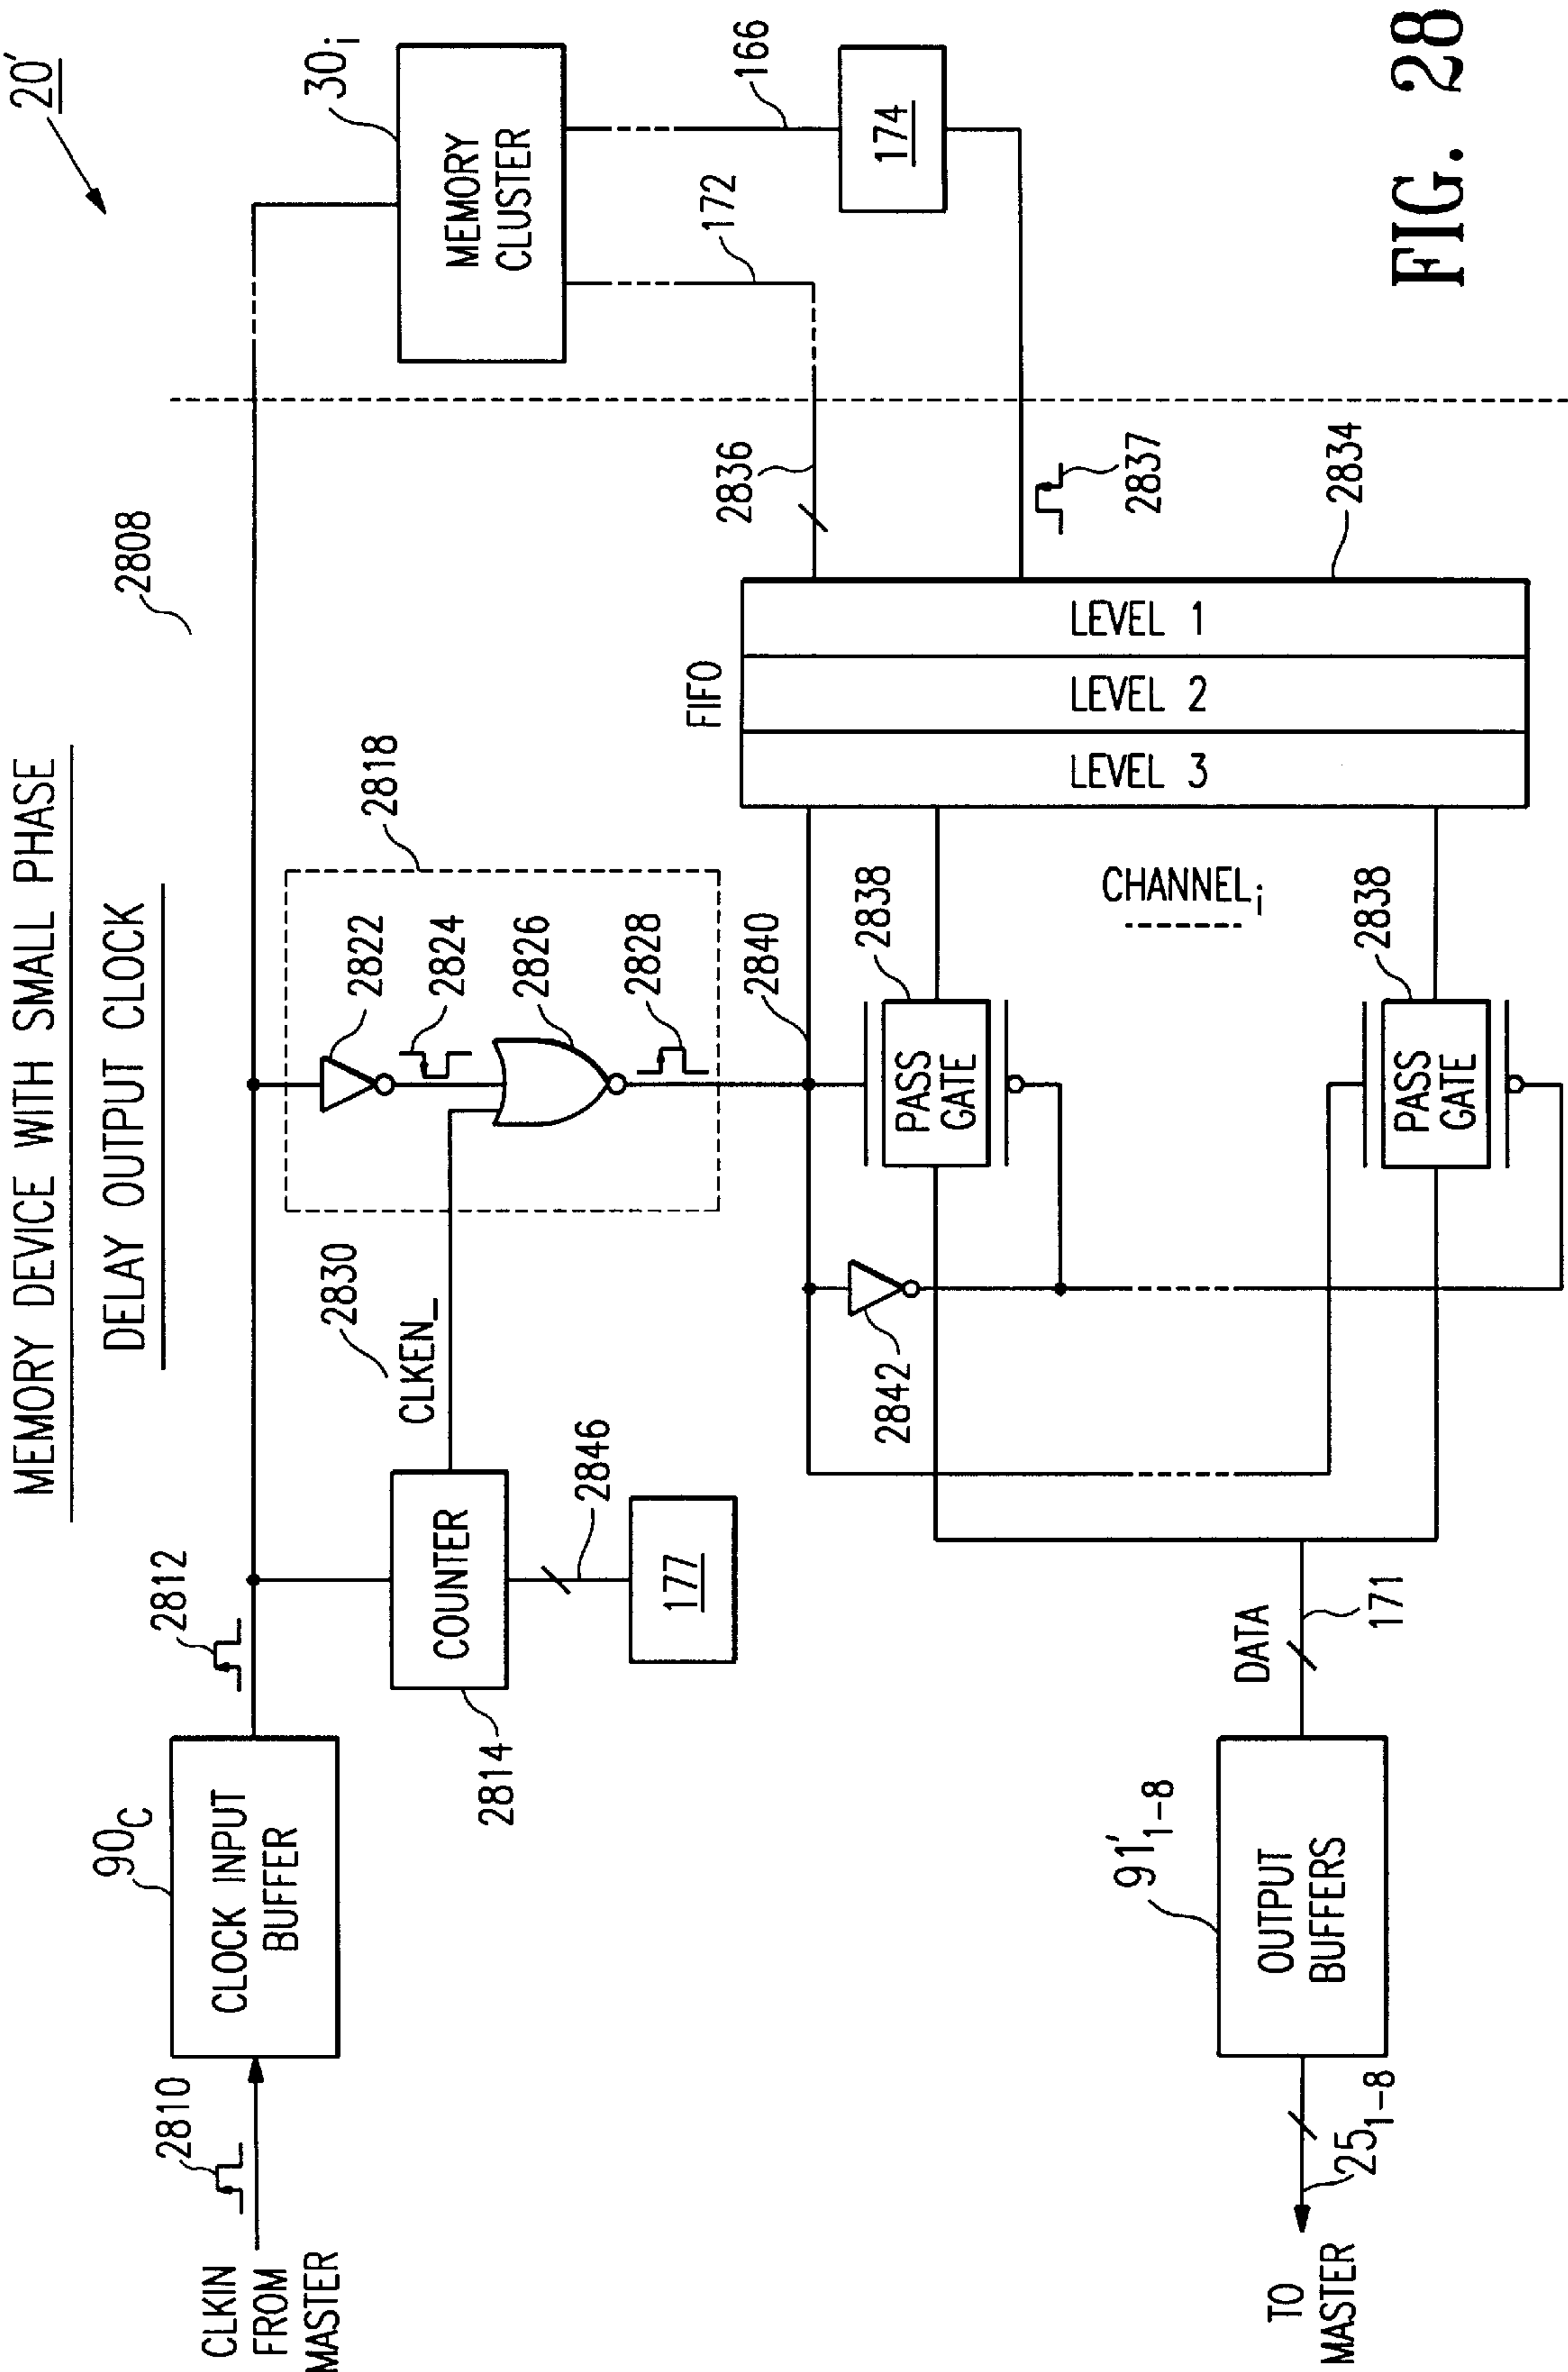 MEMORY DEVICE WITH SMALL PHASE
DELAY OUTPUT CLOCK
20'
2808
CLKIN
FROM
MASTER
2810
90C
CLOCK INPUT
BUFFER
2812
COUNTER
2814
2846
177
CLKEN_
2830
2818
2822
2824
2826
2828
30i
MEMORY
CLUSTER
172
166
174
2836
2837
2834
FIFO
LEVEL 3
LEVEL 2
LEVEL 1
2840
2838
PASS
GATE
2842
CHANNELi
2838
PASS
GATE
DATA
171
91'1-8
OUTPUT
BUFFERS
251-8
TO
MASTER
FIG. 28